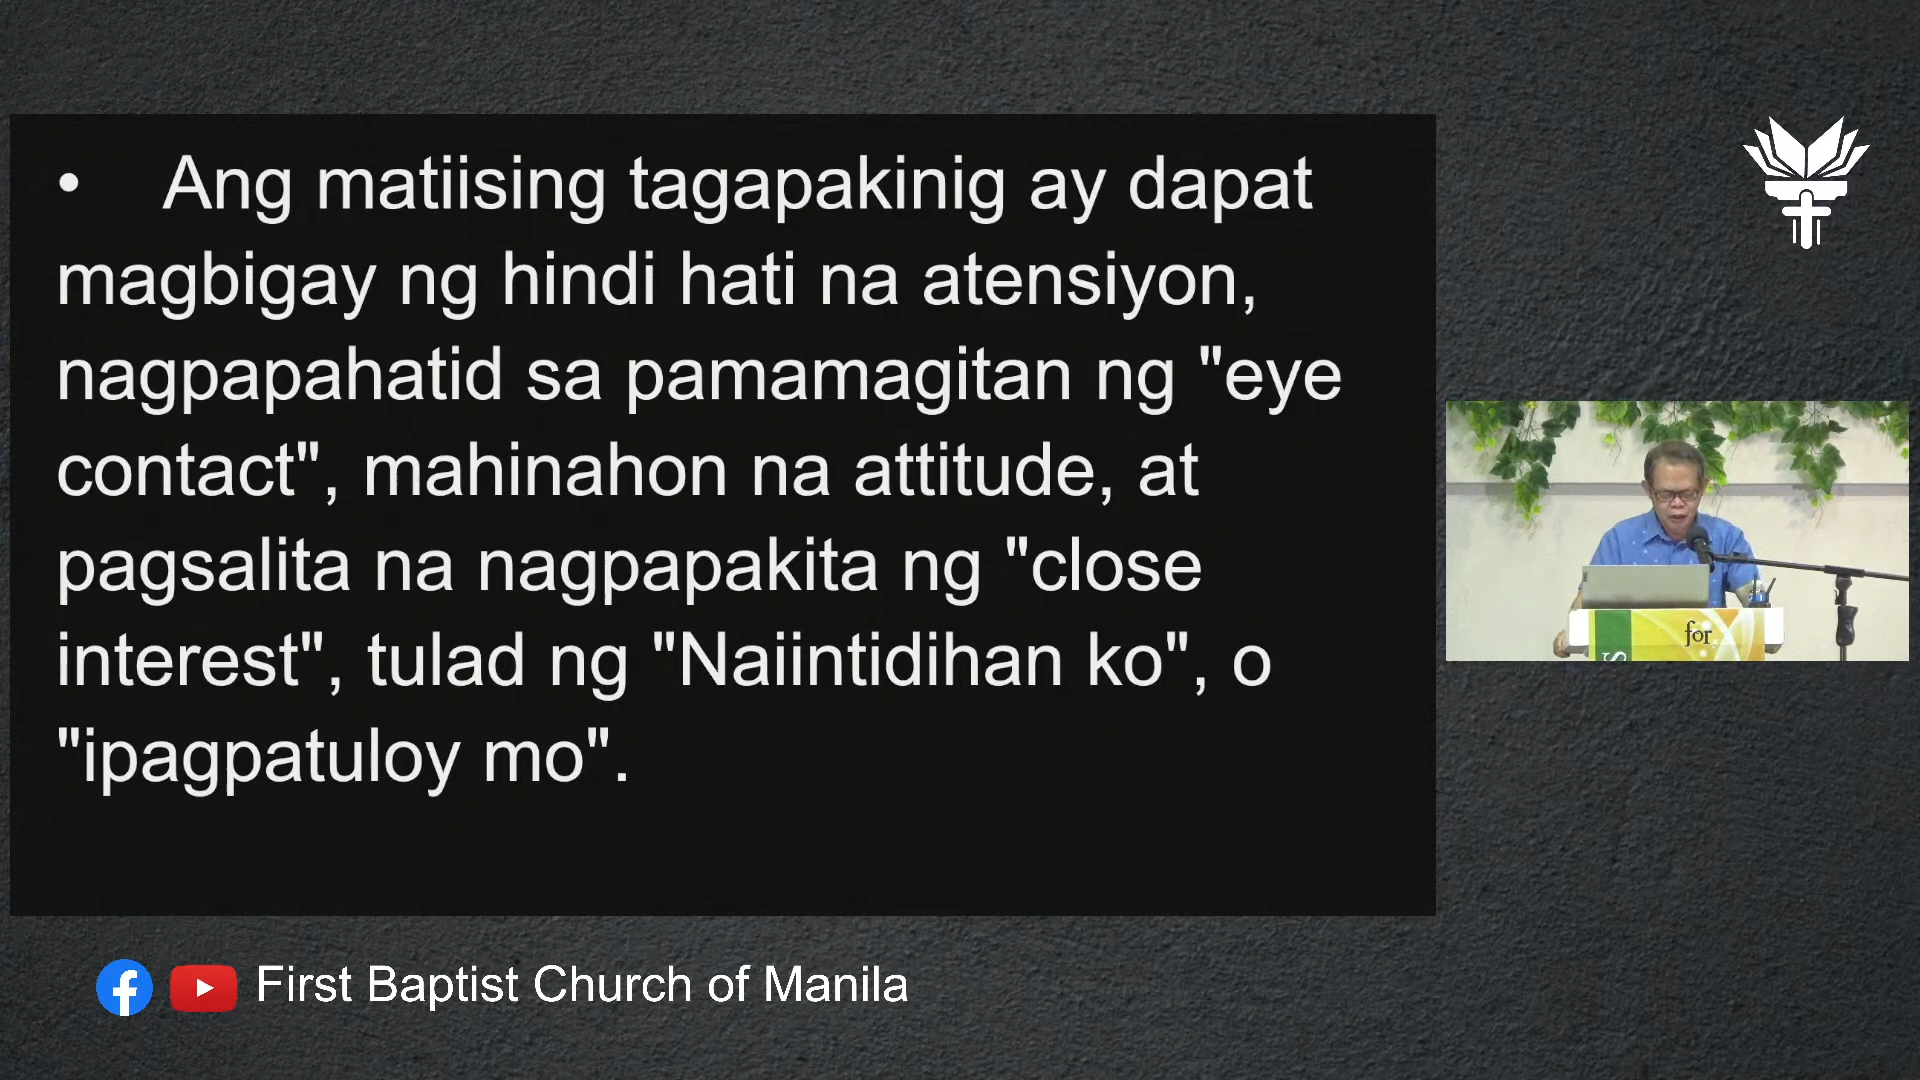 • Ang matiising tagapakinig ay dapat
magbigay ng hindi hati na atensiyon,
nagpapahatid sa pamamagitan ng "eye
contact", mahinahon na attitude, at
pagsalita na nagpapakita ng "close
interest", tulad ng "Naiintidihan ko", o
"ipagpatuloy mo".
for
S
First Baptist Church of Manila